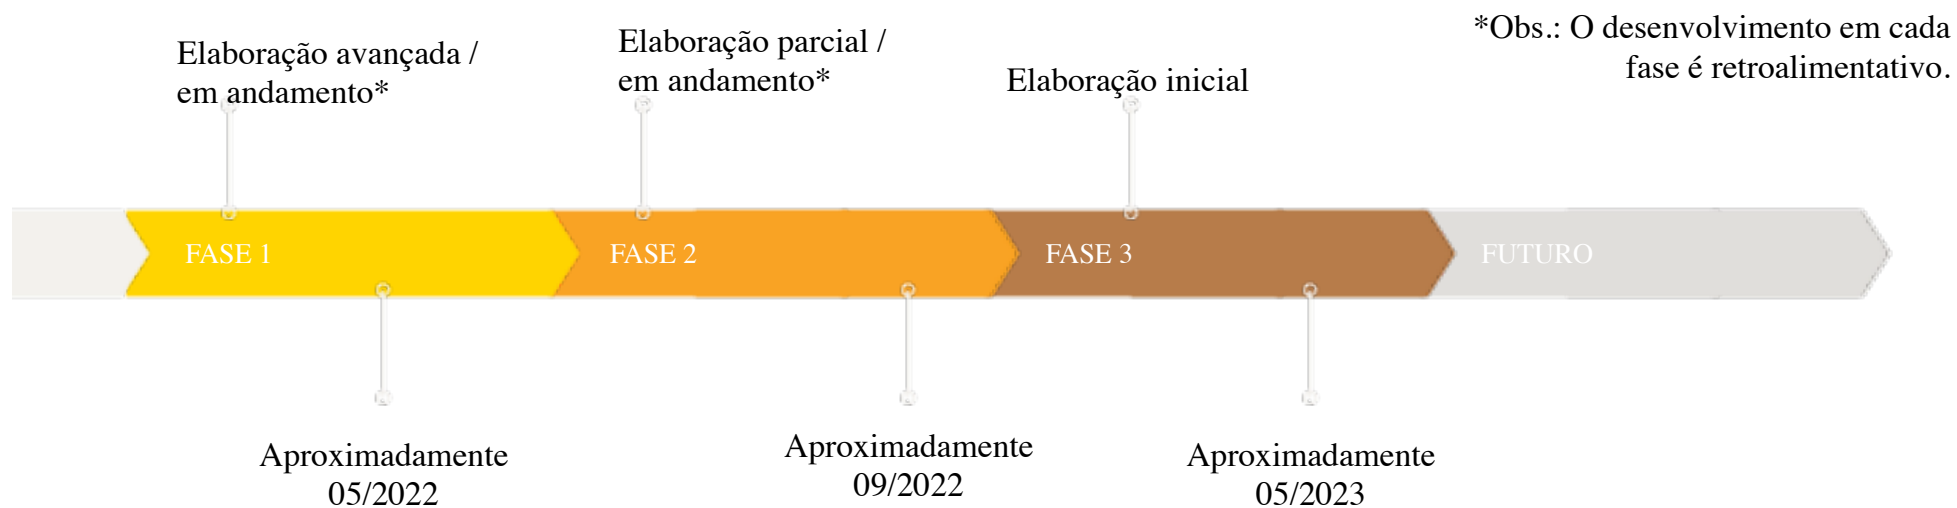 *Obs.: O desenvolvimento em cada
fase é retroalimentativo.
Elaboração avançada /
em andamento*
Elaboração parcial /
em andamento*
Elaboração inicial
FASE 1
FASE 2
FASE 3
FUTURO
Aproximadamente
05/2022
Aproximadamente
09/2022
Aproximadamente
05/2023